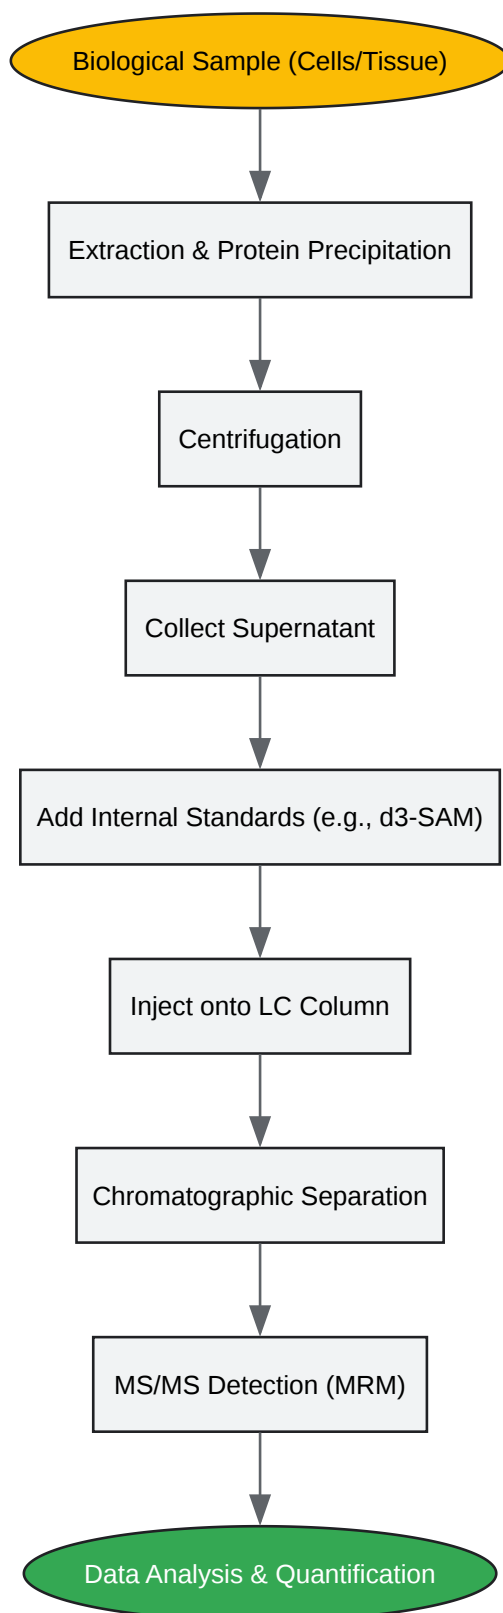 Biological Sample (Cells/Tissue)
Extraction & Protein Precipitation
Centrifugation
Collect Supernatant
Add Internal Standards (e.g., d3-SAM)
Inject onto LC Column
Chromatographic Separation
MS/MS Detection (MRM)
Data Analysis & Quantification